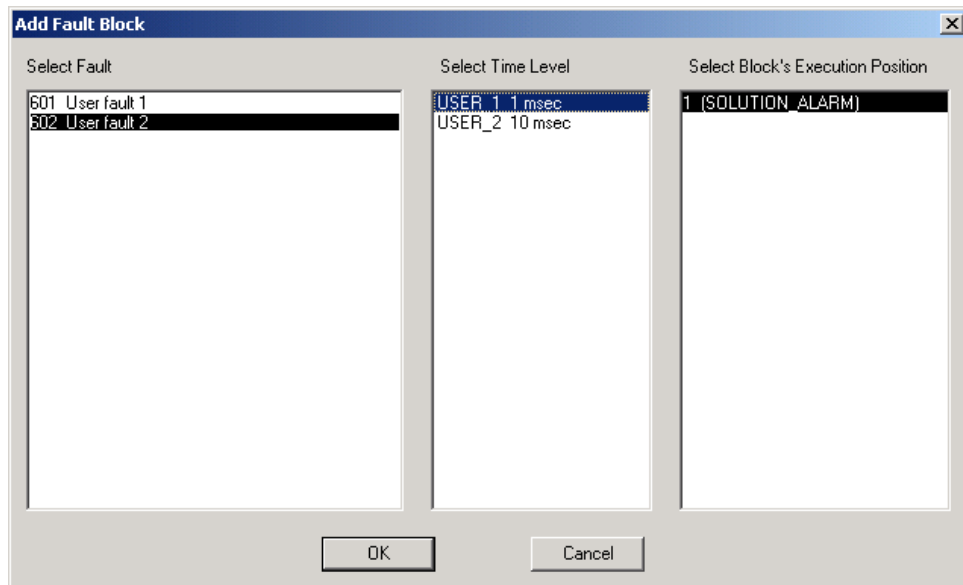 Add Fault Block
Select Fault
Select Time Level
Select Block's Execution Position
601 User fault 1
602 User fault 2
USER_1 1 msec
USER_2 10 msec
1 (SOLUTION_ALARM)
OK
Cancel